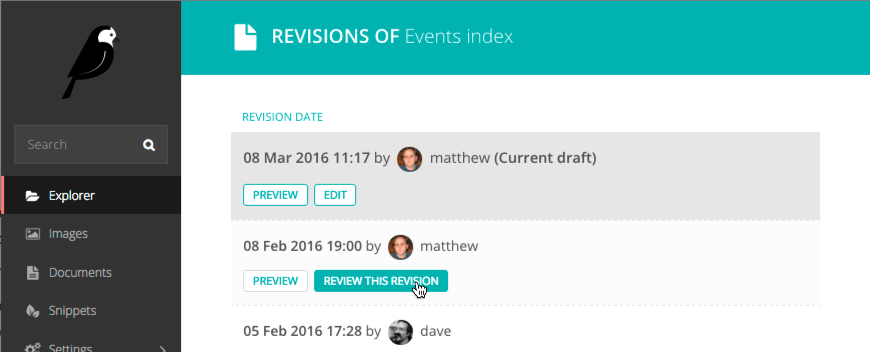 REVISIONS OF Events index
Search
Explorer
Images
Documents
Snippets
Settings
REVISION DATE
08 Mar 2016 11:17 by matthew (Current draft)
PREVIEW EDIT
08 Feb 2016 19:00 by matthew
PREVIEW REVIEW THIS REVISION
05 Feb 2016 17:28 by dave